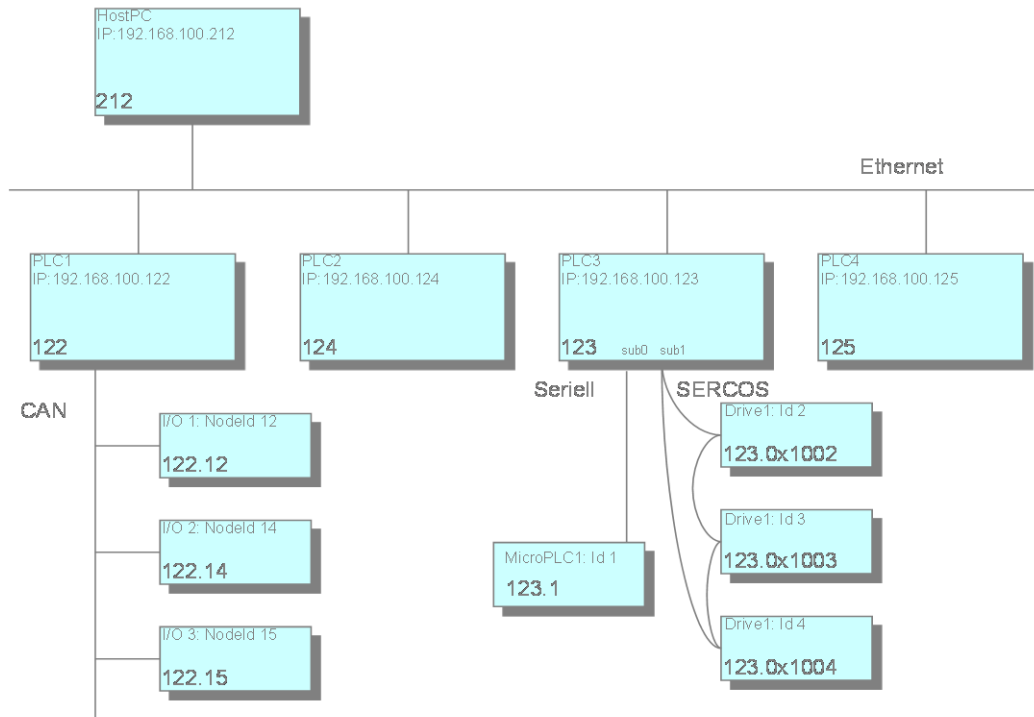 HostPC
IP:192.168.100.212
212
Ethernet
PLC1
IP:192.168.100.122
122
PLC2
IP:192.168.100.124
124
PLC3
IP:192.168.100.123
123
sub0 sub1
PLC4
IP:192.168.100.125
125
CAN
Seriell
SERCOS
I/O 1: NodeId 12
122.12
I/O 2: NodeId 14
122.14
I/O 3: NodeId 15
122.15
MicroPLC1: Id 1
123.1
Drive1: Id 2
123.0x1002
Drive1: Id 3
123.0x1003
Drive1: Id 4
123.0x1004